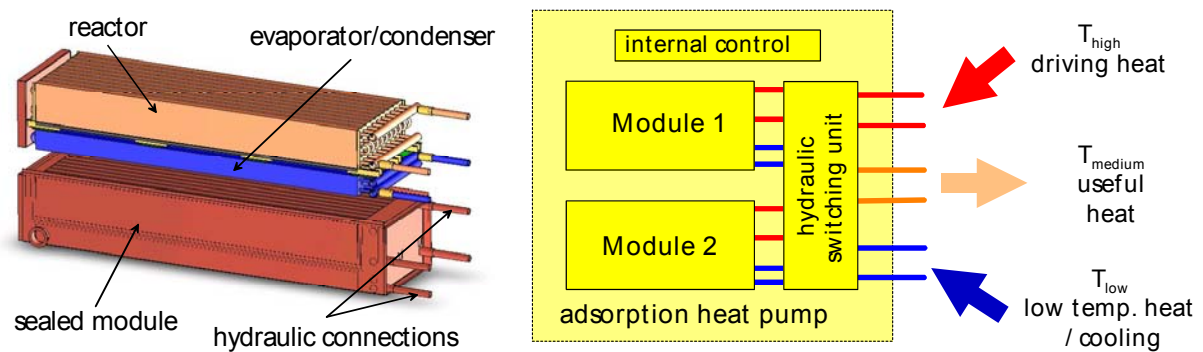 reactor
evaporator/condenser
sealed module
hydraulic connections
internal control
Module 1
Module 2
hydraulic
switching unit
adsorption heat pump
Thigh
driving heat
Tmedium
useful
heat
Tlow
low temp. heat
/ cooling